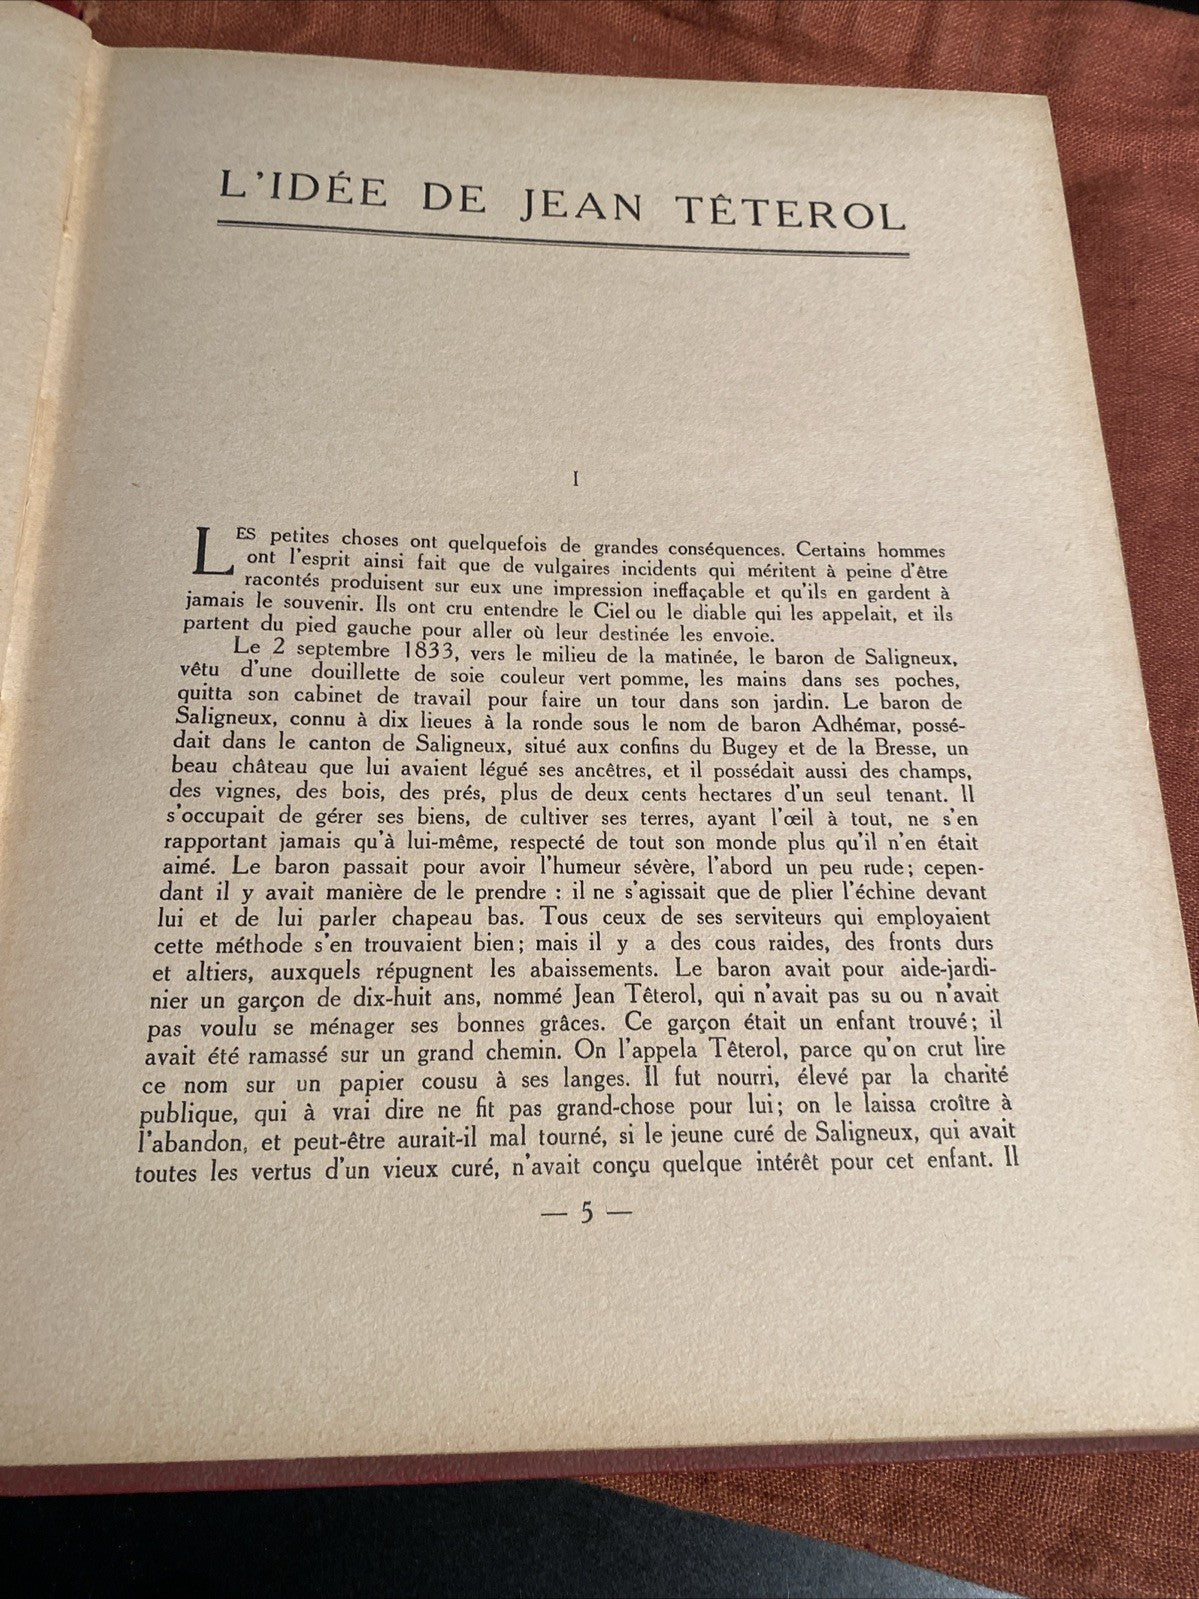 L'IDÉE DE JEAN TÊTEROL
I
LES petites choses ont quelquefois de grandes conséquences. Certains hommes
ont l'esprit ainsi fait que de vulgaires incidents qui méritent à peine d'être
racontés produisent sur eux une impression ineffaçable et qu'ils en gardent à
jamais le souvenir. Ils ont cru entendre le Ciel ou le diable qui les appelait, et ils
partent du pied gauche pour aller où leur destinée les envoie.
Le 2 septembre 1833, vers le milieu de la matinée, le baron de Saligneux,
vêtu d'une douillette de soie couleur vert pomme, les mains dans ses poches,
quitta son cabinet de travail pour faire un tour dans son jardin. Le baron de
Saligneux, connu à dix lieues à la ronde sous le nom de baron Adhémar, possé-
dait dans le canton de Saligneux, situé aux confins du Bugey et de la Bresse, un
beau château que lui avaient légué ses ancêtres, et il possédait aussi des champs,
des vignes, des bois, des prés, plus de deux cents hectares d'un seul tenant. Il
s'occupait de gérer ses biens, de cultiver ses terres, ayant l'œil à tout, ne s'en
rapportant jamais qu'à lui-même, respecté de tout son monde plus qu'il n'en était
aimé. Le baron passait pour avoir l'humeur sévère, l'abord un peu rude; cepen-
dant il y avait manière de le prendre : il ne s'agissait que de plier l'échine devant
lui et de lui parler chapeau bas. Tous ceux de ses serviteurs qui employaient
cette méthode s'en trouvaient bien; mais il y a des cous raides, des fronts durs
et altiers, auxquels répugnent les abaissements. Le baron avait pour aide-jardi-
nier un garçon de dix-huit ans, nommé Jean Têterol, qui n'avait pas su ou n'avait
pas voulu se ménager ses bonnes grâces. Ce garçon était un enfant trouvé; il
avait été ramassé sur un grand chemin. On l'appela Têterol, parce qu'on crut lire
ce nom sur un papier cousu à ses langes. Il fut nourri, élevé par la charité
publique, qui à vrai dire ne fit pas grand-chose pour lui; on le laissa croître à
l'abandon, et peut-être aurait-il mal tourné, si le jeune curé de Saligneux, qui avait
toutes les vertus d'un vieux curé, n'avait conçu quelque intérêt pour cet enfant. Il
— 5 —